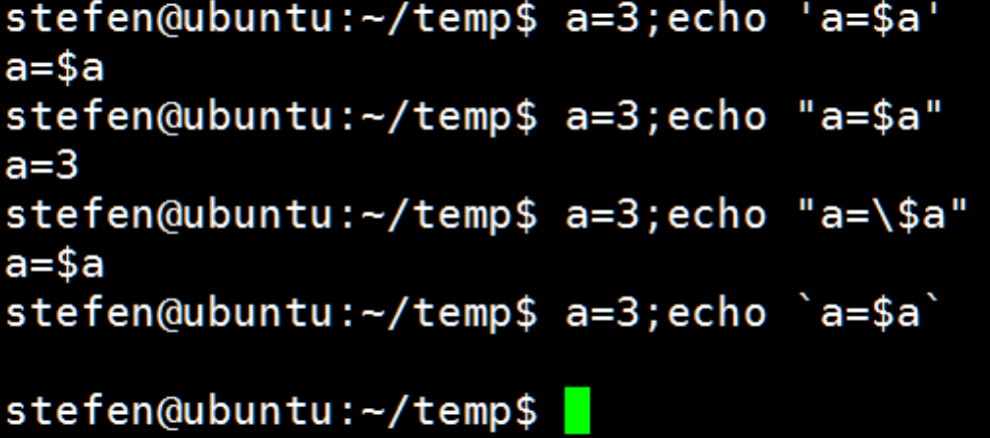 stefen@ubuntu:~/temp$ a=3;echo 'a=$a'
a=$a
stefen@ubuntu:~/temp$ a=3;echo "a=$a"
a=3
stefen@ubuntu:~/temp$ a=3;echo "a=\$a"
a=$a
stefen@ubuntu:~/temp$ a=3;echo `a=$a`
stefen@ubuntu:~/temp$